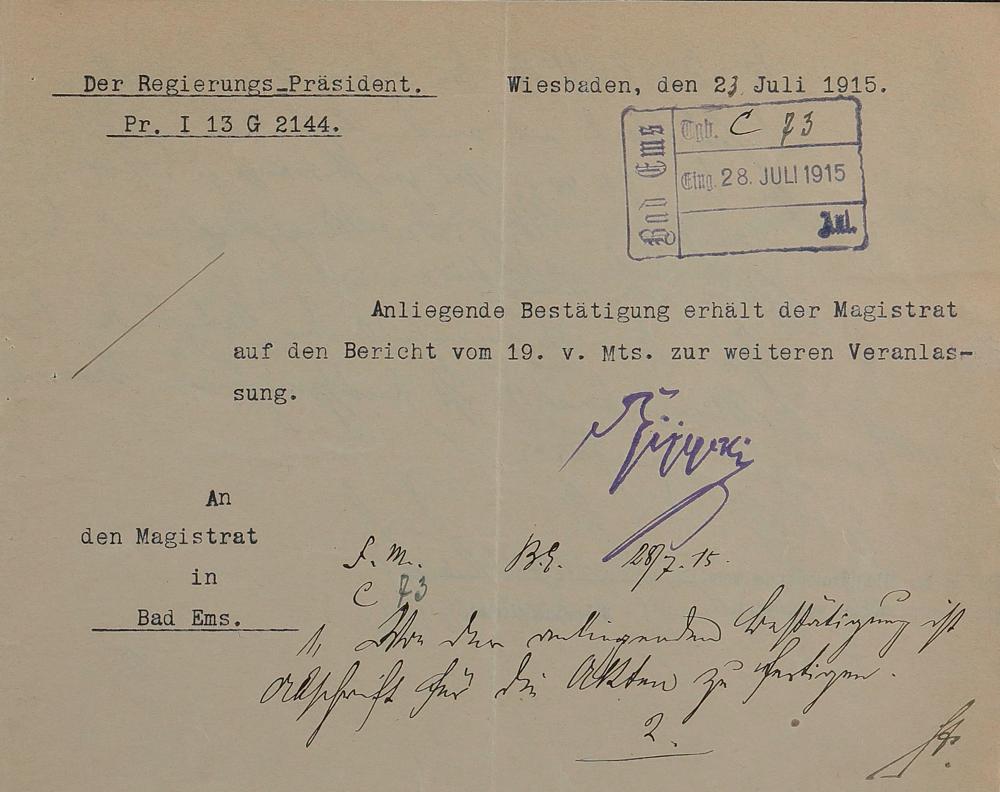 Der Regierungs-Präsident.
Wiesbaden, den 23 Juli 1915.
Pr. I 13 G 2144.
Bad Ems
Tgb. C 73
Eing. 28. JULI 1915
Anl.
Anliegende Bestätigung erhält der Magistrat
auf den Bericht vom 19. v. Mts. zur weiteren Veranlas-
sung.
An
den Magistrat
in
Bad Ems.
F. M. B.E. 28/7.15.
C 73
1, Von der anliegenden Bestätigung ist
Abschrift für die Akten zu fertigen.
2.